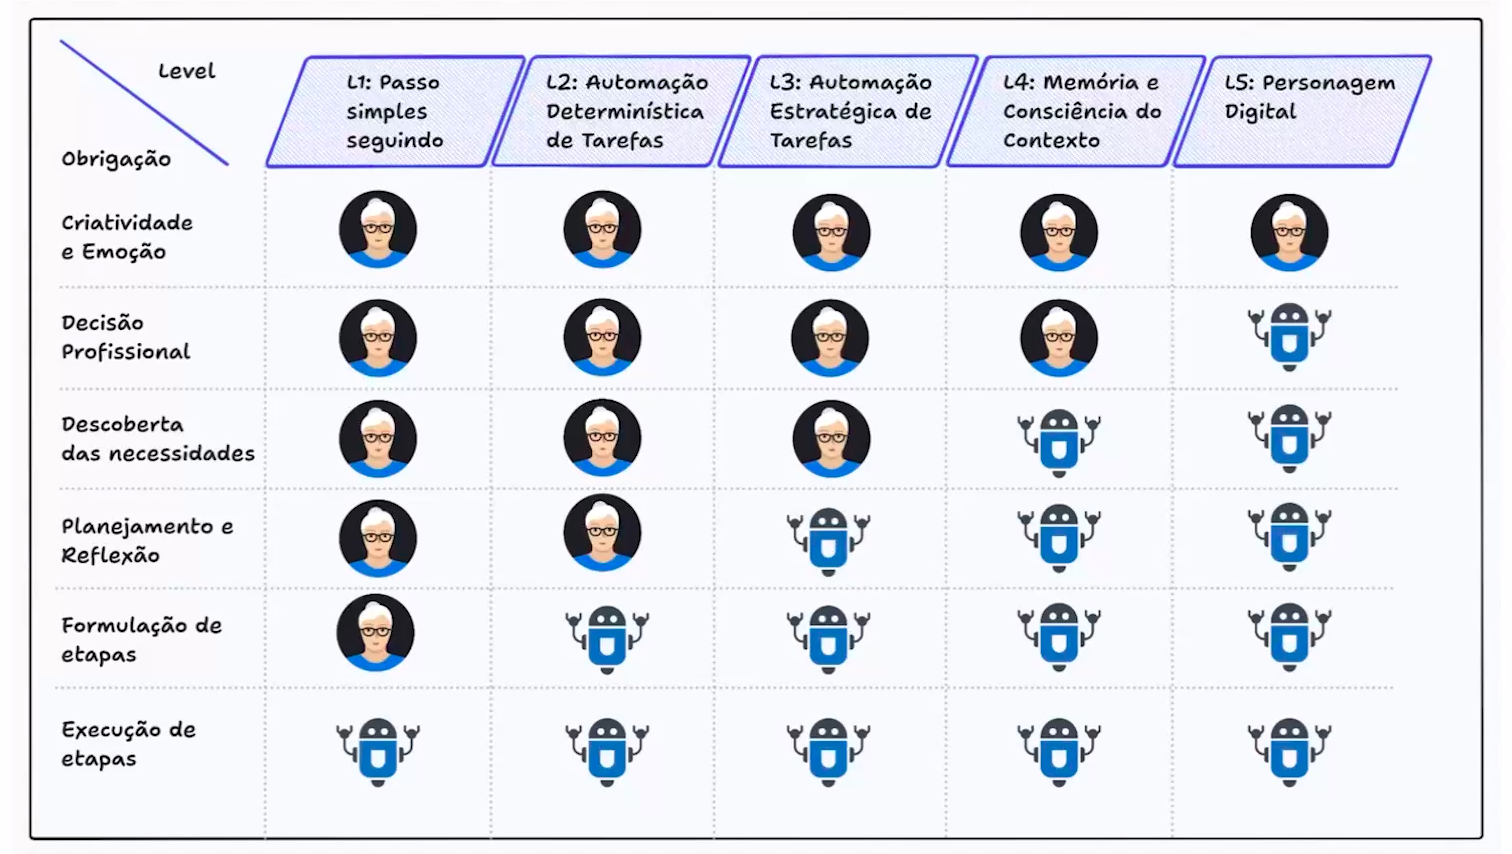 Level
Obrigação
L1: Passo
simples
seguindo
L2: Automação
Determinística
de Tarefas
L3: Automação
Estratégica de
Tarefas
L4: Memória e
Consciência do
Contexto
L5: Personagem
Digital
Criatividade
e Emoção
Decisão
Profissional
Descoberta
das necessidades
Planejamento e
Reflexão
Formulação de
etapas
Execução de
etapas